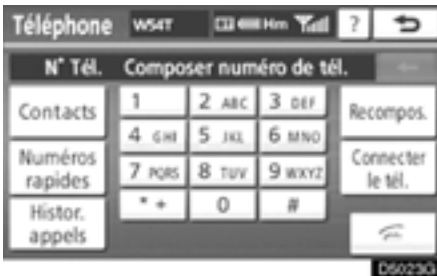 Téléphone W54T Hm ?
N° Tél. Composer numéro de tél.
Contacts 1 2 ABC 3 DEF Recompos.
4 GHI 5 JKL 6 MNO
Numéros rapides 7 PQRS 8 TUV 9 WXYZ Connecter le tél.
* + 0 #
Histor. appels